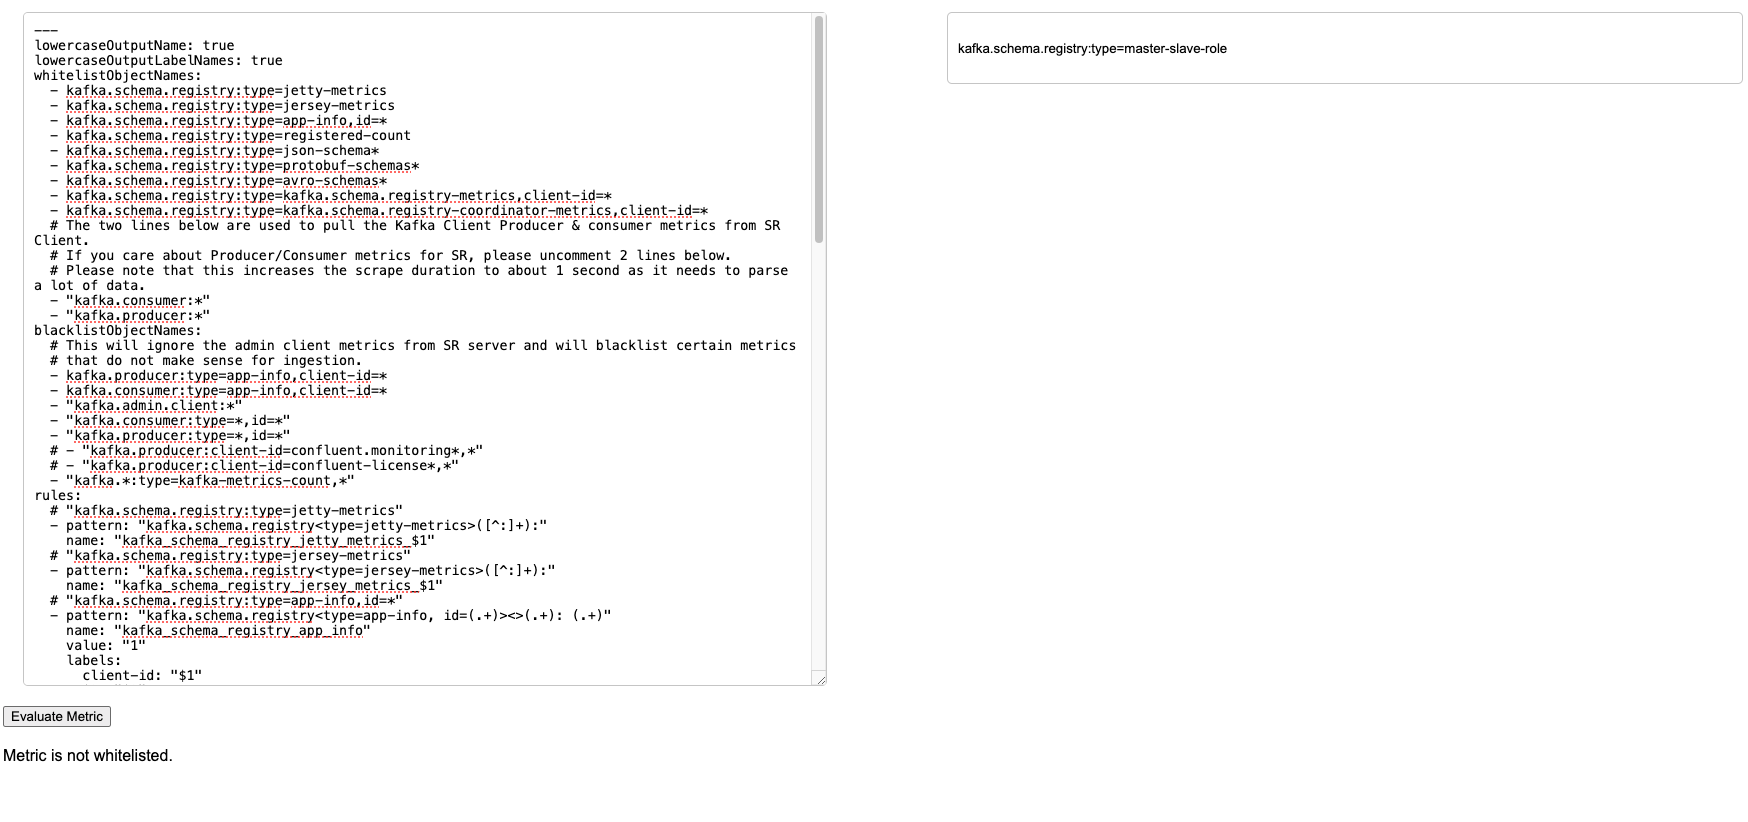 ---
lowercaseOutputName: true
lowercaseOutputLabelNames: true
whitelistObjectNames:
  - kafka.schema.registry:type=jetty-metrics
  - kafka.schema.registry:type=jersey-metrics
  - kafka.schema.registry:type=app-info,id=*
  - kafka.schema.registry:type=registered-count
  - kafka.schema.registry:type=json-schema*
  - kafka.schema.registry:type=protobuf-schemas*
  - kafka.schema.registry:type=avro-schemas*
  - kafka.schema.registry:type=kafka.schema.registry-metrics,client-id=*
  - kafka.schema.registry:type=kafka.schema.registry-coordinator-metrics,client-id=*
  # The two lines below are used to pull the Kafka Client Producer & consumer metrics from SR
Client.
  # If you care about Producer/Consumer metrics for SR, please uncomment 2 lines below.
  # Please note that this increases the scrape duration to about 1 second as it needs to parse
a lot of data.
  - "kafka.consumer:*"
  - "kafka.producer:*"
blacklistObjectNames:
  # This will ignore the admin client metrics from SR server and will blacklist certain metrics
  # that do not make sense for ingestion.
  - kafka.producer:type=app-info,client-id=*
  - kafka.consumer:type=app-info,client-id=*
  - "kafka.admin.client:*"
  - "kafka.consumer:type=*,id=*"
  - "kafka.producer:type=*,id=*"
  # - "kafka.producer:client-id=confluent.monitoring*,*"
  # - "kafka.producer:client-id=confluent-license*,*"
  - "kafka.*:type=kafka-metrics-count,*"
rules:
  # "kafka.schema.registry:type=jetty-metrics"
  - pattern: "kafka.schema.registry<type=jetty-metrics>([^:]+):"
    name: "kafka_schema_registry_jetty_metrics_$1"
  # "kafka.schema.registry:type=jersey-metrics"
  - pattern: "kafka.schema.registry<type=jersey-metrics>([^:]+):"
    name: "kafka_schema_registry_jersey_metrics_$1"
  # "kafka.schema.registry:type=app-info,id=*"
  - pattern: "kafka.schema.registry<type=app-info, id=(.+)><>(.+): (.+)"
    name: "kafka_schema_registry_app_info"
    value: "1"
    labels:
      client-id: "$1"
kafka.schema.registry:type=master-slave-role
Evaluate Metric
Metric is not whitelisted.